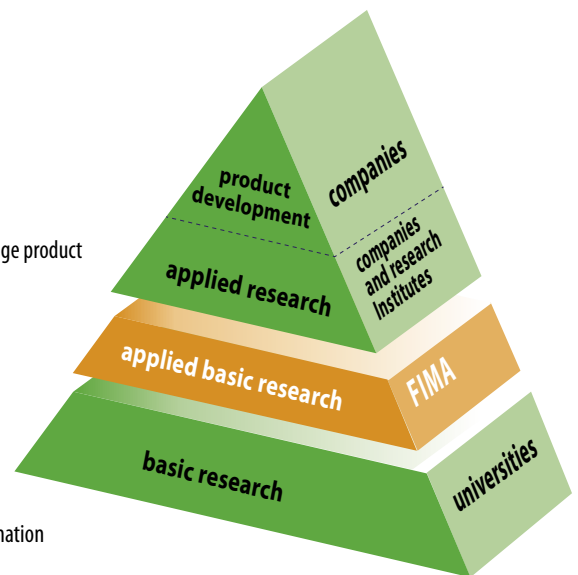 product
development
companies
ge product
applied research
companies
and research
Institutes
applied basic research
FIMA
basic research
universities
nation